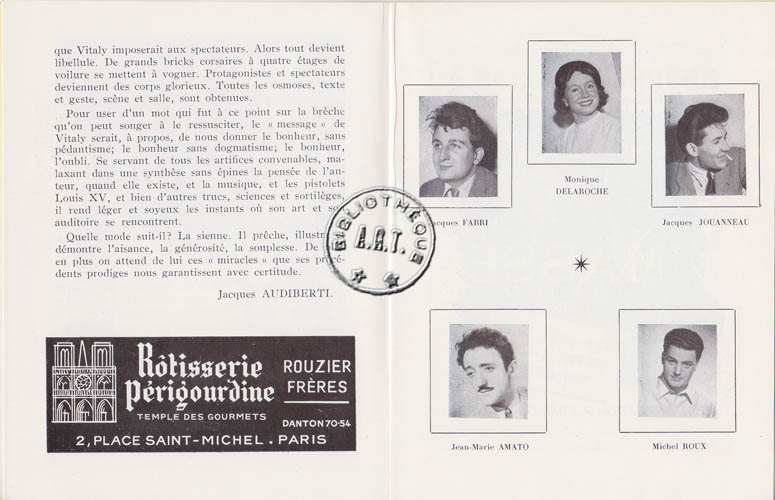 que Vitaly imposerait aux spectateurs. Alors tout devient
libellule. De grands bricks corsaires à quatre étages de
voilure se mettent à voguer. Protagonistes et spectateurs
deviennent des corps glorieux. Toutes les osmoses, texte
et geste, scène et salle, sont obtenues.
Pour user d'un mot qui fut à ce point sur la brèche
qu'on peut songer à le ressusciter, le « message » de
Vitaly serait, à propos, de nous donner le bonheur, sans
pédantisme; le bonheur sans dogmatisme; le bonheur,
l'oubli. Se servant de tous les artifices convenables, ma-
laxant dans une synthèse sans épines la pensée de l'au-
teur, quand elle existe, et la musique, et les pistolets
Louis XV, et bien d'autres trucs, sciences et sortilèges,
il rend léger et soyeux les instants où son art et
auditoire se rencontrent.
Quelle mode suit-il? La sienne. Il prêche, illustre,
démontre l'aisance, la générosité, la souplesse. De
en plus on attend de lui ces « miracles » que ses
dents prodiges nous garantissent avec certitude.
Jacques AUDIBERTI.
Rôtisserie
Périgourdine
TEMPLE DES GOURMETS
ROUZIER
FRÈRES
DANTON 70-54
2, PLACE SAINT-MICHEL. PARIS
BIBLIOTHÈQUE
A.R.T.
Monique
DELAROCHE
Jacques FABRI
Jacques JOUANNEAU
Jean-Marie AMATO
Michel ROUX